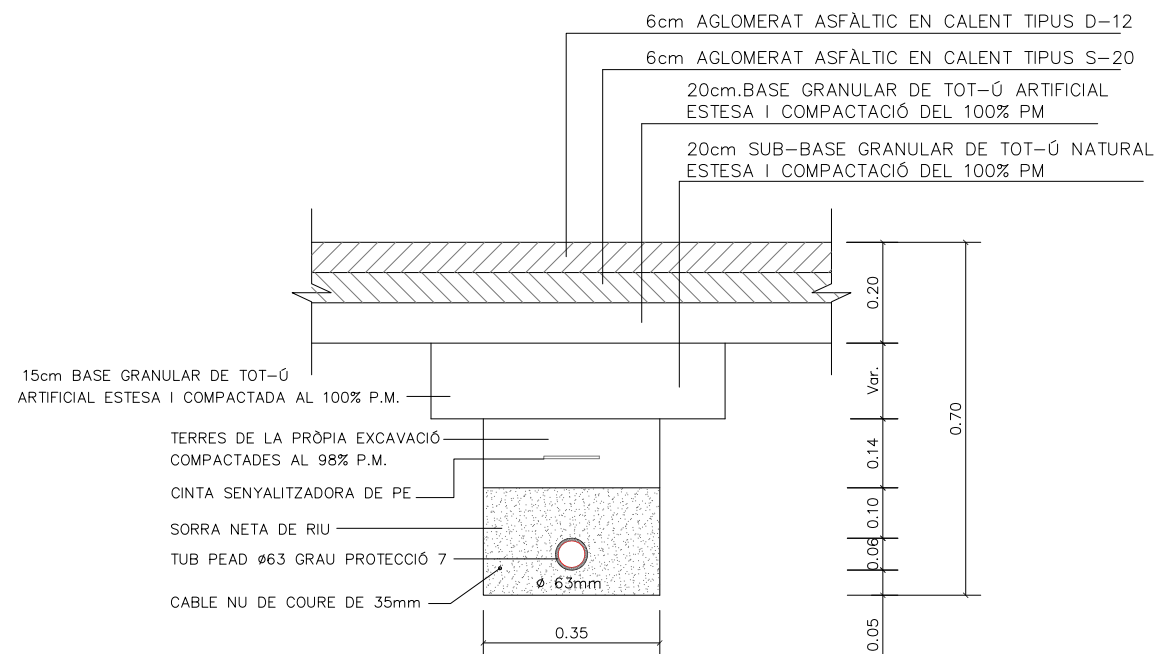 6cm AGLOMERAT ASFÀLTIC EN CALENT TIPUS D-12
6cm AGLOMERAT ASFÀLTIC EN CALENT TIPUS S-20
20cm.BASE GRANULAR DE TOT-Ú ARTIFICIAL
ESTESA I COMPACTACIÓ DEL 100% PM
20cm SUB-BASE GRANULAR DE TOT-Ú NATURAL
ESTESA I COMPACTACIÓ DEL 100% PM
0.20
15cm BASE GRANULAR DE TOT-Ú
ARTIFICIAL ESTESA I COMPACTADA AL 100% P.M.
Var.
0.70
TERRES DE LA PRÒPIA EXCAVACIÓ
COMPACTADES AL 98% P.M.
0.14
CINTA SENYALITZADORA DE PE
0.10
SORRA NETA DE RIU
TUB PEAD ø63 GRAU PROTECCIÓ 7
0.06
ø 63mm
CABLE NU DE COURE DE 35mm
0.05
0.35